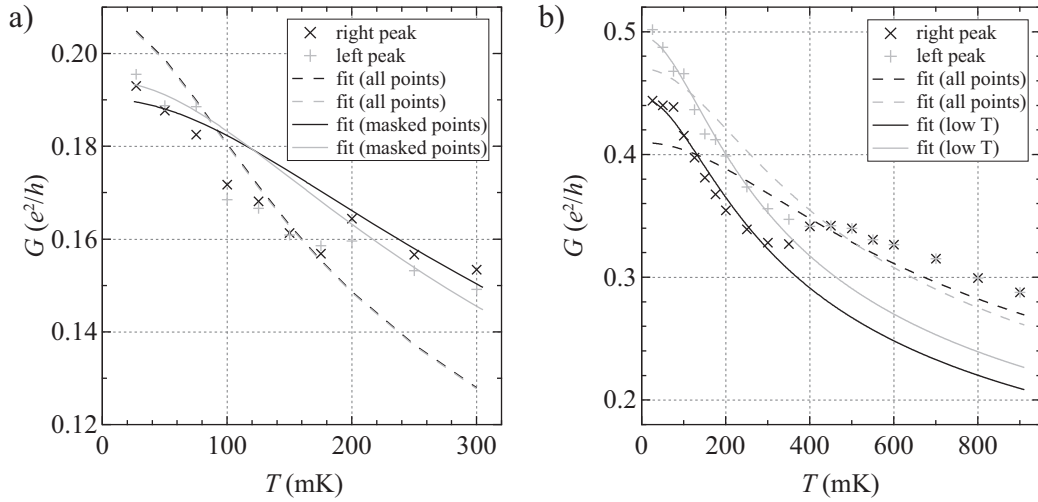 a)
right peak
left peak
fit (all points)
fit (all points)
fit (masked points)
fit (masked points)
0.20
0.18
0.16
0.14
0.12
G (e²/h)
0
100
200
300
T (mK)
b)
right peak
left peak
fit (all points)
fit (all points)
fit (low T)
fit (low T)
0.5
0.4
0.3
0.2
G (e²/h)
0
200
400
600
800
T (mK)